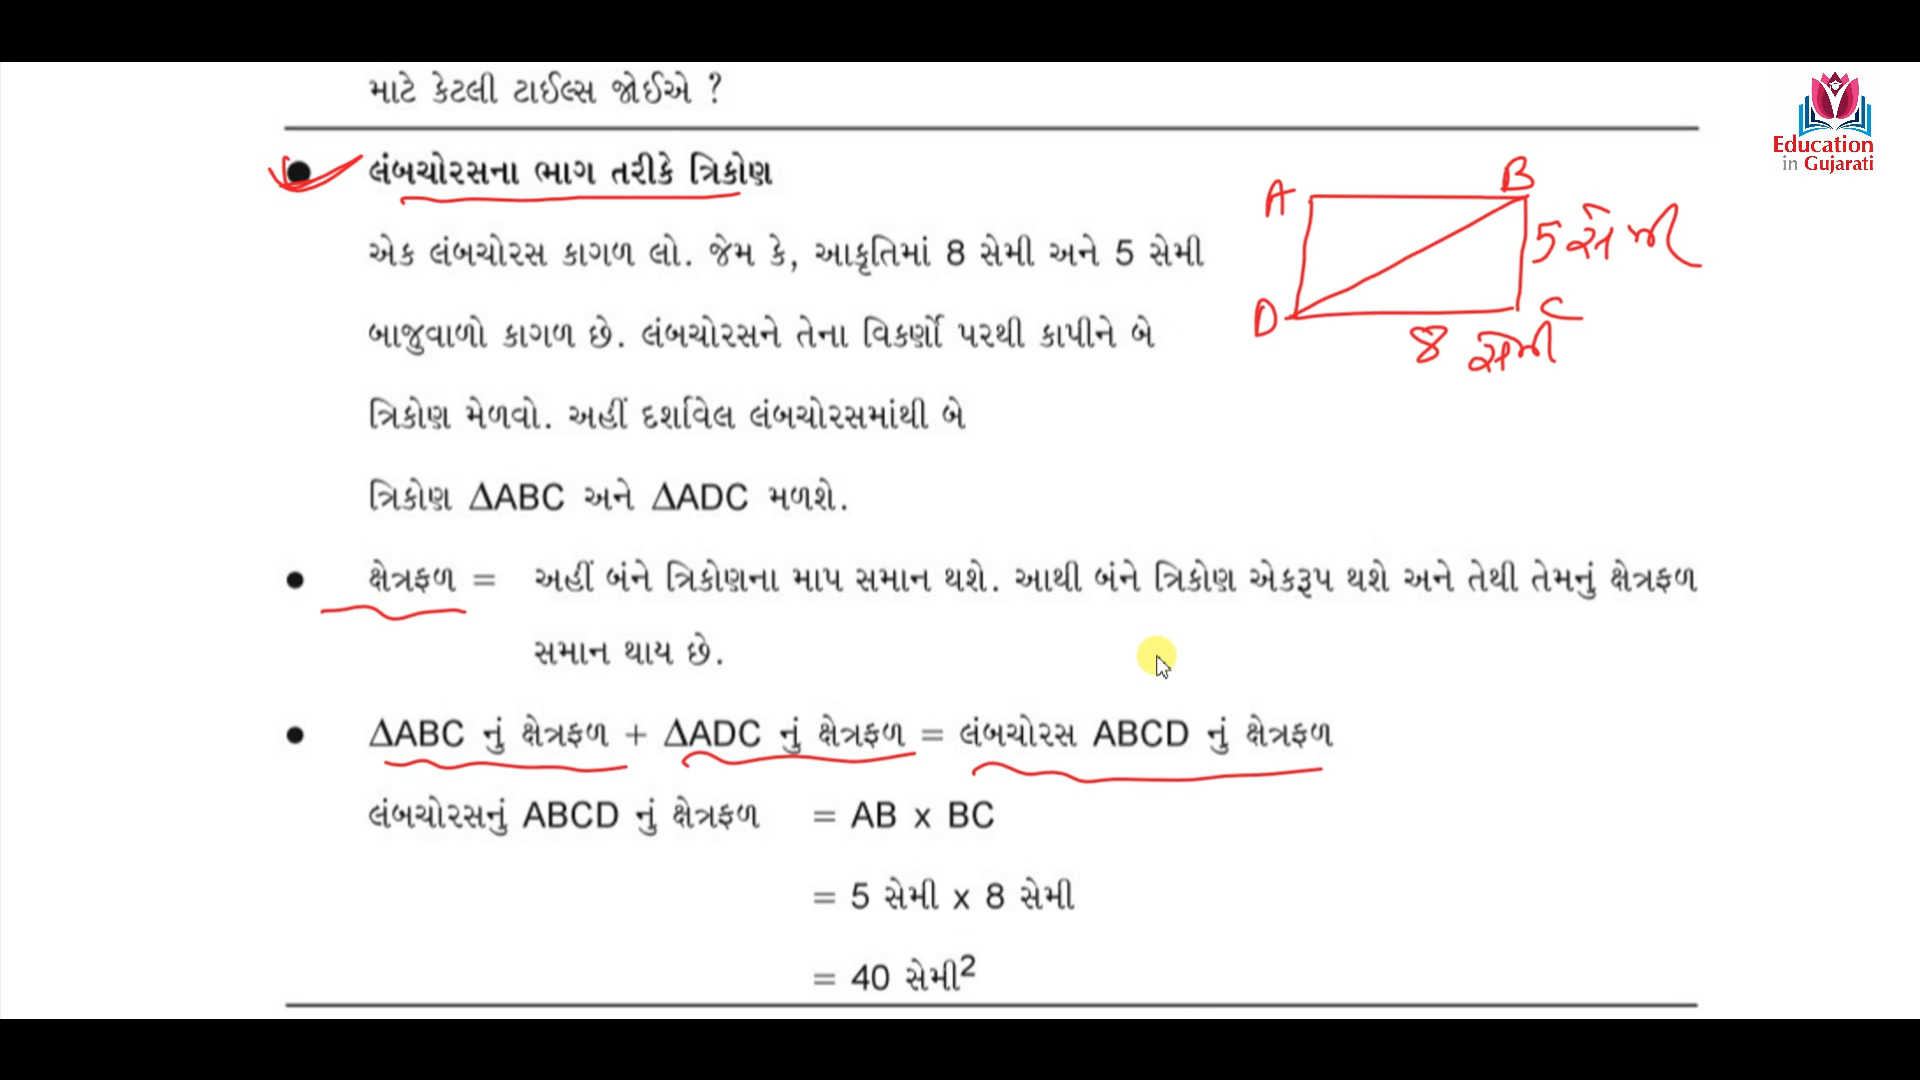 માટે કેટલી ટાઈલ્સ જોઈએ ?
Education
in Gujarati
● લંબચોરસના ભાગ તરીકે ત્રિકોણ
A B
5 સેમી
એક લંબચોરસ કાગળ લો. જેમ કે, આકૃતિમાં 8 સેમી અને 5 સેમી
D C
8 સેમી
બાજુવાળો કાગળ છે. લંબચોરસને તેના વિકર્ણો પરથી કાપીને બે
ત્રિકોણ મેળવો. અહીં દર્શાવેલ લંબચોરસમાંથી બે
ત્રિકોણ ΔABC અને ΔADC મળશે.
● ક્ષેત્રફળ = અહીં બંને ત્રિકોણના માપ સમાન થશે. આથી બંને ત્રિકોણ એકરૂપ થશે અને તેથી તેમનું ક્ષેત્રફળ
સમાન થાય છે.
● ΔABC નું ક્ષેત્રફળ + ΔADC નું ક્ષેત્રફળ = લંબચોરસ ABCD નું ક્ષેત્રફળ
લંબચોરસનું ABCD નું ક્ષેત્રફળ = AB x BC
= 5 સેમી x 8 સેમી
= 40 સેમી²